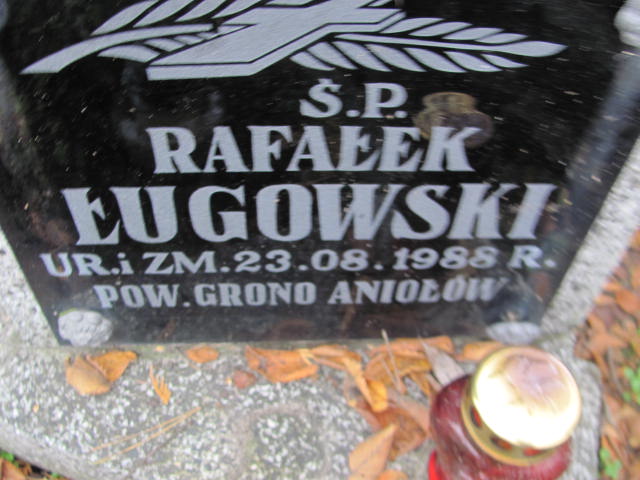 Ś.P.
RAFAŁEK
ŁUGOWSKI
UR.i ZM.23.08.1988 R.
POW.GRONO ANIOŁÓW